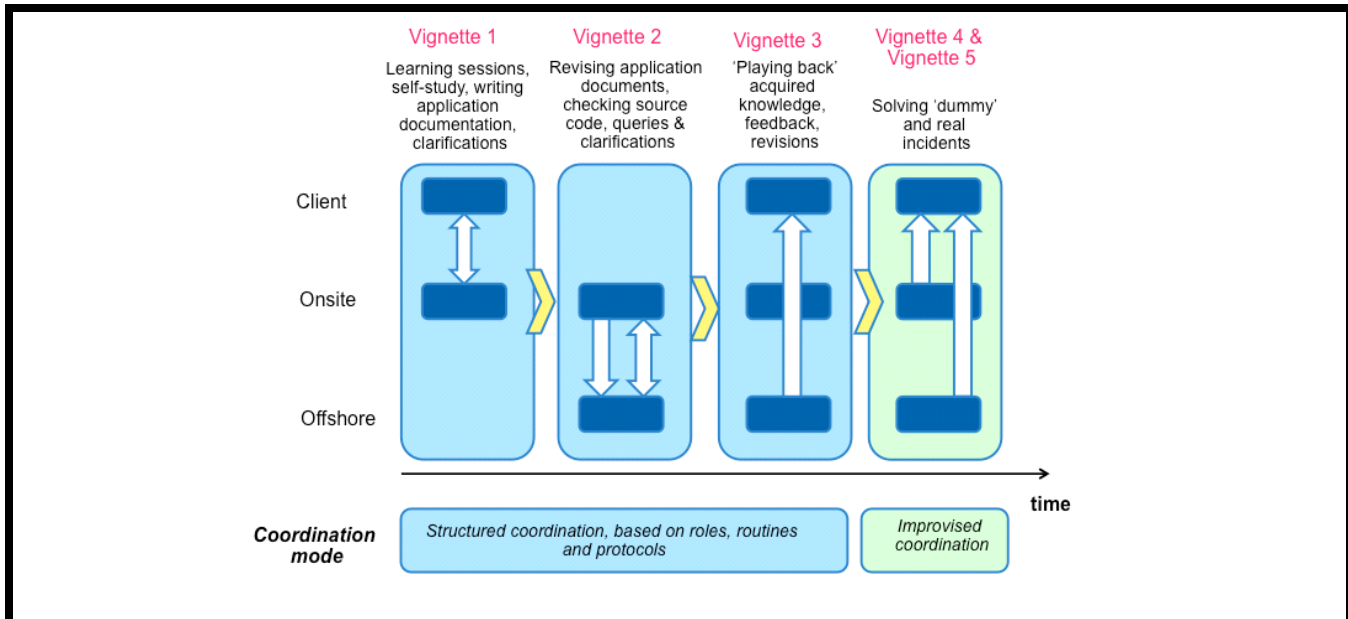 Vignette 1
Learning sessions,
self-study, writing
application
documentation,
clarifications
Vignette 2
Revising application
documents,
checking source
code, queries &
clarifications
Vignette 3
‘Playing back’
acquired
knowledge,
feedback,
revisions
Vignette 4 &
Vignette 5
Solving ‘dummy’
and real
incidents
Client
Onsite
Offshore
time
Coordination
mode
Structured coordination, based on roles, routines
and protocols
Improvised
coordination